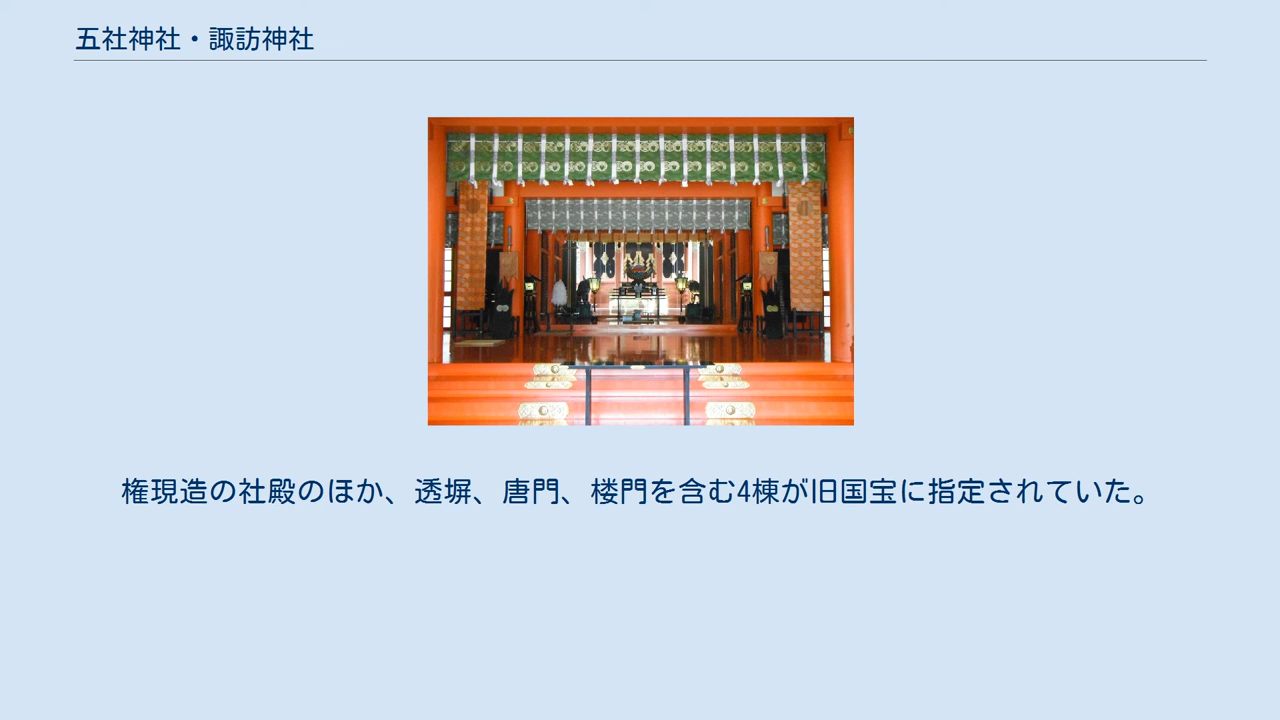 五社神社・諏訪神社
権現造の社殿のほか、透塀、唐門、楼門を含む4棟が旧国宝に指定されていた。